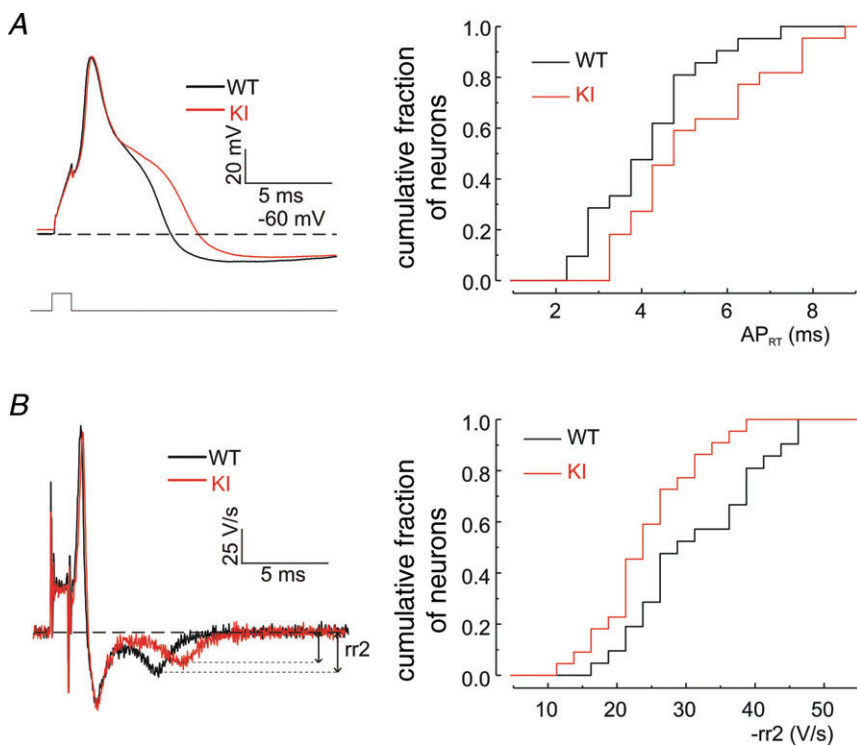 A
WT
KI
20 mV
5 ms
-60 mV
cumulative fraction
of neurons
1.0
0.8
0.6
0.4
0.2
0.0
WT
KI
2 4 6 8
AP_RT (ms)
B
WT
KI
25 V/s
5 ms
rr2
cumulative fraction
of neurons
1.0
0.8
0.6
0.4
0.2
0.0
WT
KI
10 20 30 40 50
-rr2 (V/s)